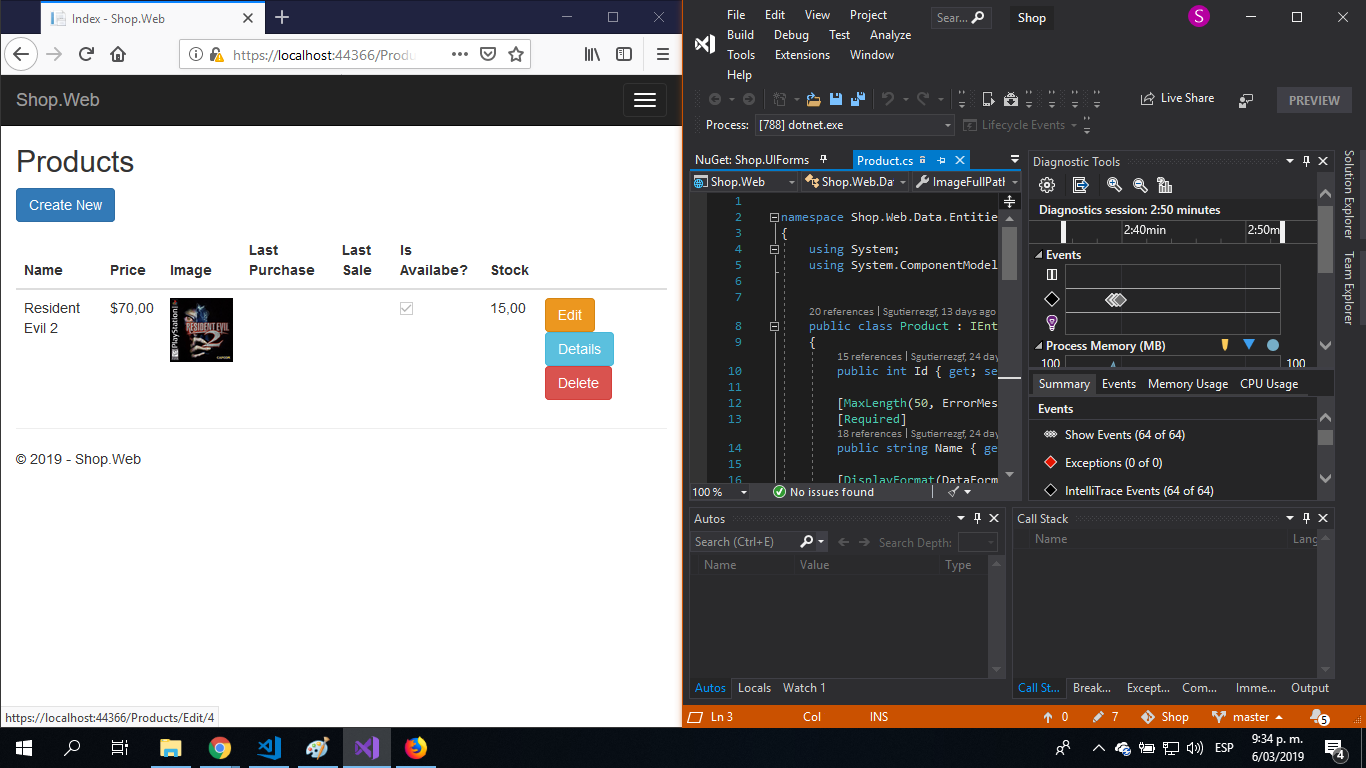 Index - Shop.Web
https://localhost:44366/Produ
Shop.Web
Products
Create New
Name Price Image Last Purchase Last Sale Is Availabe? Stock
Resident Evil 2 $70,00 15,00
PlayStation
RESIDENT EVIL 2
CAPCOM
Edit
Details
Delete
© 2019 - Shop.Web
https://localhost:44366/Products/Edit/4
File Edit View Project
Sear...
Shop
S
Build Debug Test Analyze
Tools Extensions Window
Help
Live Share
PREVIEW
Process: [788] dotnet.exe Lifecycle Events
NuGet: Shop.UIForms Product.cs
Shop.Web Shop.Web.Da ImageFullPath
1
2 namespace Shop.Web.Data.Entitie
3 {
4 using System;
5 using System.ComponentModel
6
7
20 references | Sgutierrezgf, 13 days ago
8 public class Product : IEnt
9 {
15 references | Sgutierrezgf, 24 day
10 public int Id { get; se
11
12 [MaxLength(50, ErrorMes
13 [Required]
18 references | Sgutierrezgf, 24 day
14 public string Name { ge
15
16 [DisplayFormat(DataForm
100 % No issues found
Diagnostic Tools
Diagnostics session: 2:50 minutes
2:40min 2:50m
Events
Process Memory (MB)
100 100
Summary Events Memory Usage CPU Usage
Events
Show Events (64 of 64)
Exceptions (0 of 0)
IntelliTrace Events (64 of 64)
Solution Explorer
Team Explorer
Autos
Search (Ctrl+E) Search Depth:
Name Value Type
Autos Locals Watch 1
Call Stack
Name Lang
Call St... Break... Except... Com... Imme... Output
Ln 3 Col INS 0 7 Shop master 5
ESP
9:34 p. m.
6/03/2019
4